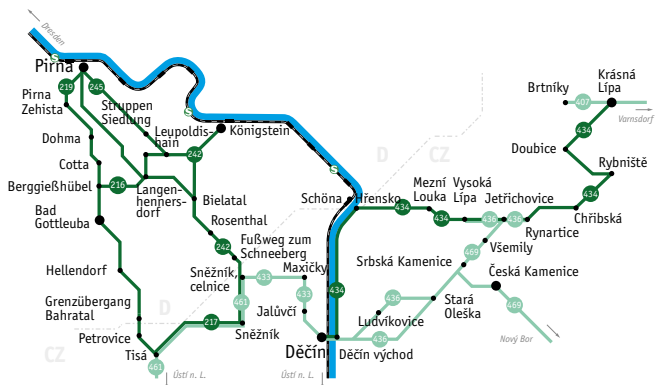 Dresden
S
Pirna
219
245
Pirna
Zehista
Struppen
Siedlung
Dohma
Leupoldis-
hain
S
Königstein
Cotta
242
Berggießhübel
216
Langen-
henners-
dorf
Bielatal
Bad
Gottleuba
Rosenthal
242
Fußweg zum
Schneeberg
Hellendorf
Sněžník,
celnice
433
Maxičky
Grenzübergang
Bahratal
D
461
433
Jalůvčí
Petrovice
217
Sněžník
CZ
Tisá
461
Ústí n. L.
Ústí n. L.
Děčín
Děčín východ
434
D
CZ
S
Schöna
Hřensko
434
Mezní
Louka
434
Vysoká
Lípa
436
Jetřichovice
436
Rynartice
Všemily
469
Srbská Kamenice
Česká Kamenice
436
Ludvíkovice
436
Stará
Oleška
469
Nový Bor
Brtníky
407
Krásná
Lípa
Varnsdorf
434
Doubice
Rybniště
434
Chřibská